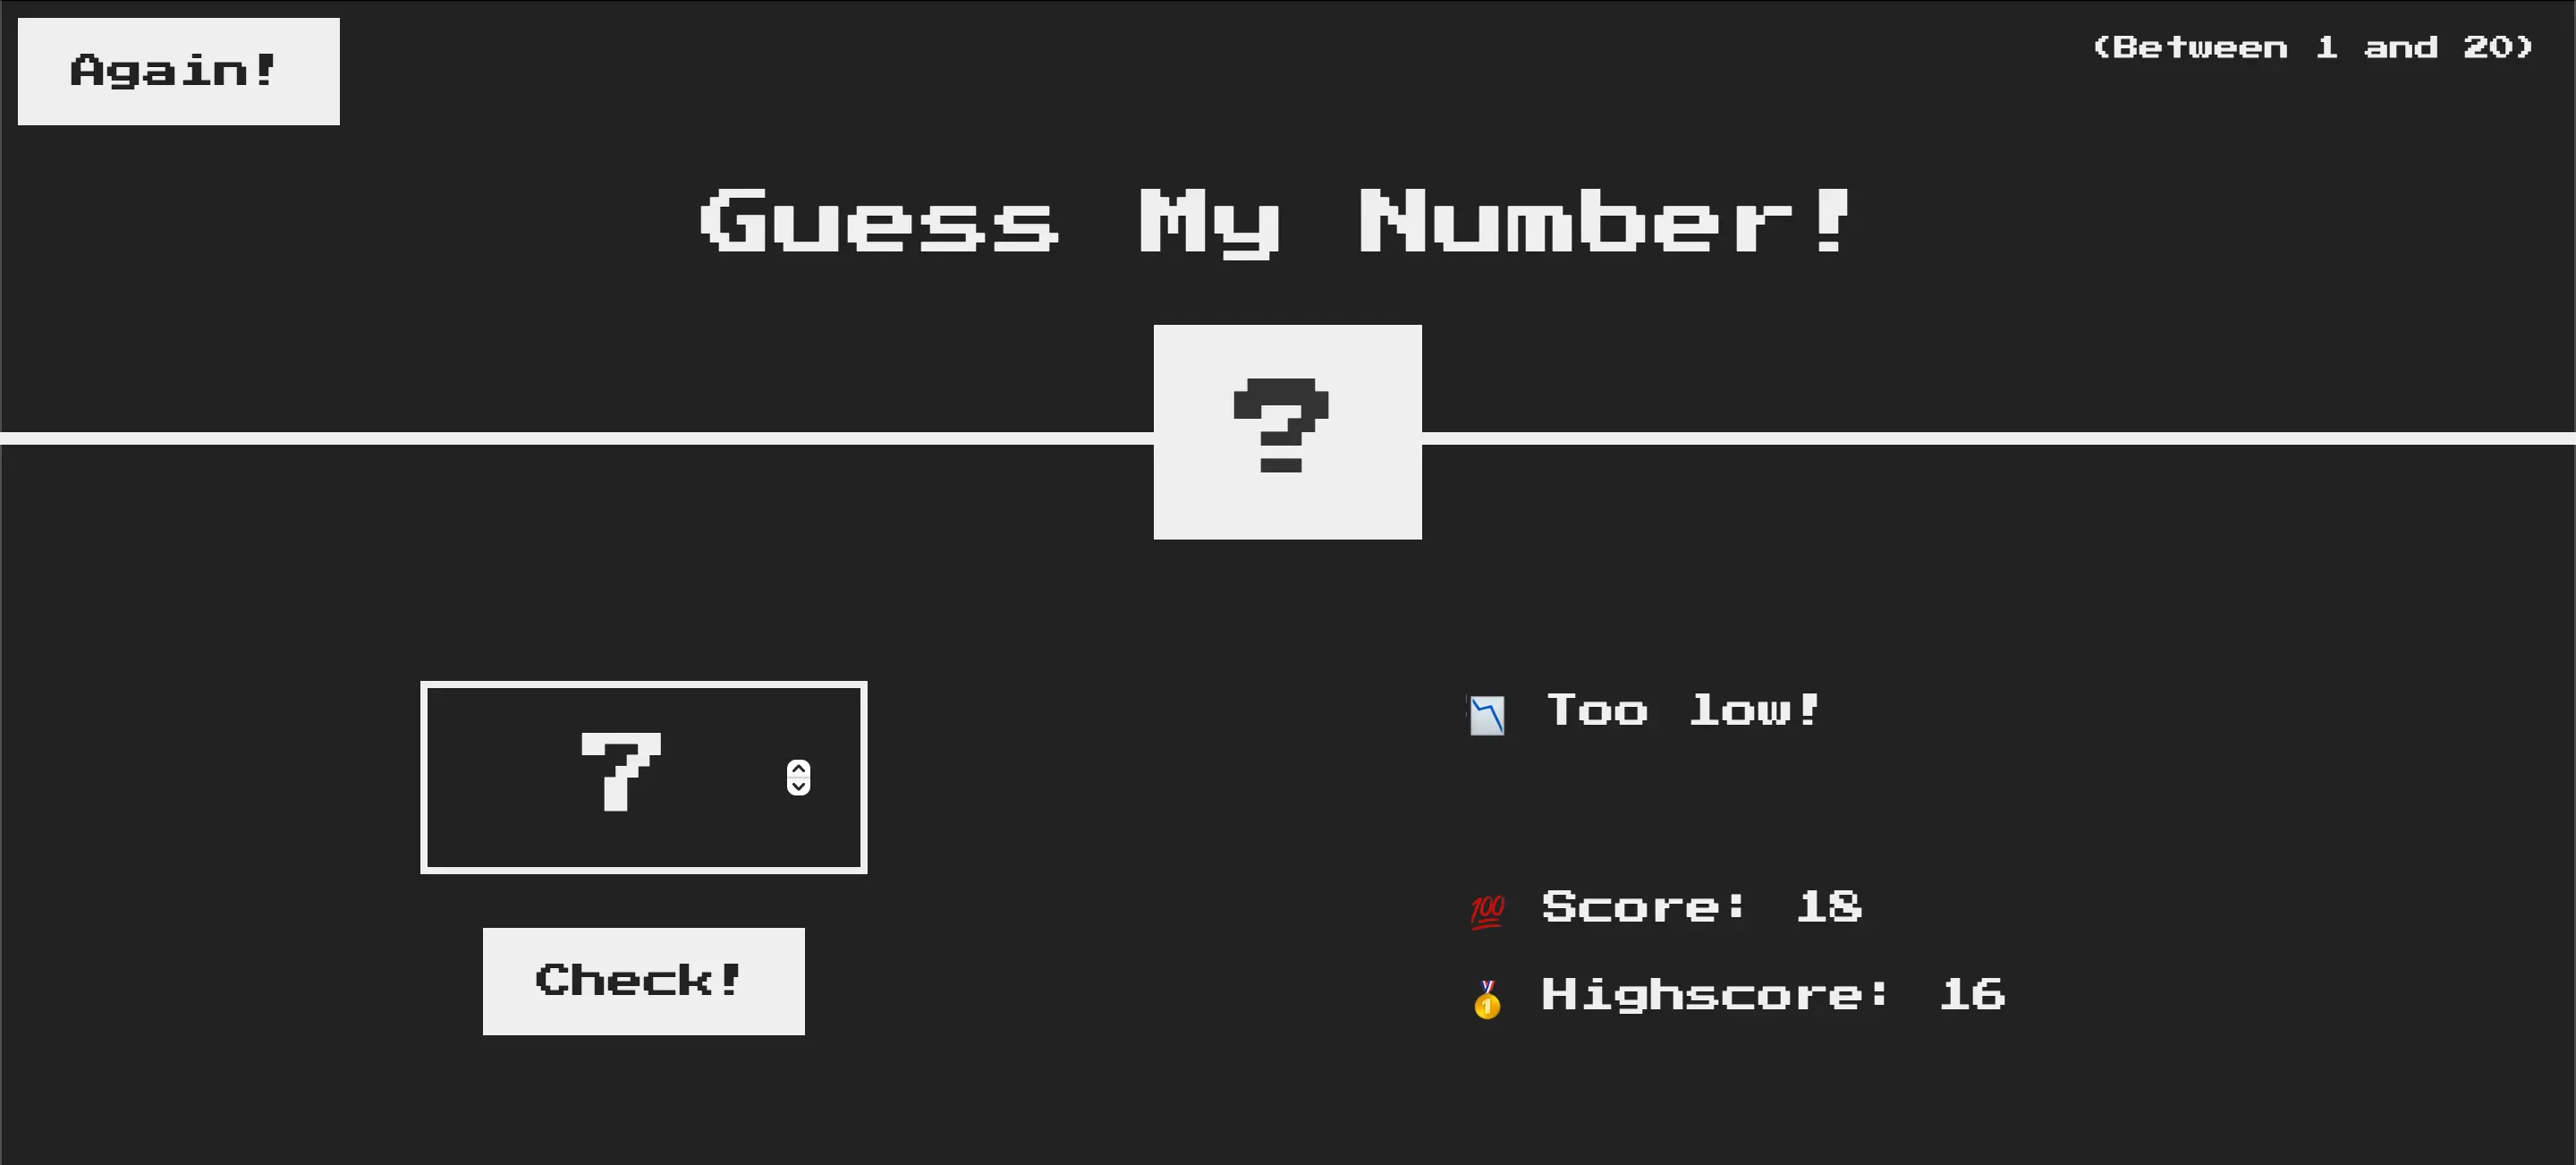 Again!
(Between 1 and 20)
Guess My Number!
?
7
📉 Too low!
Check!
💯 Score: 18
🥇 Highscore: 16